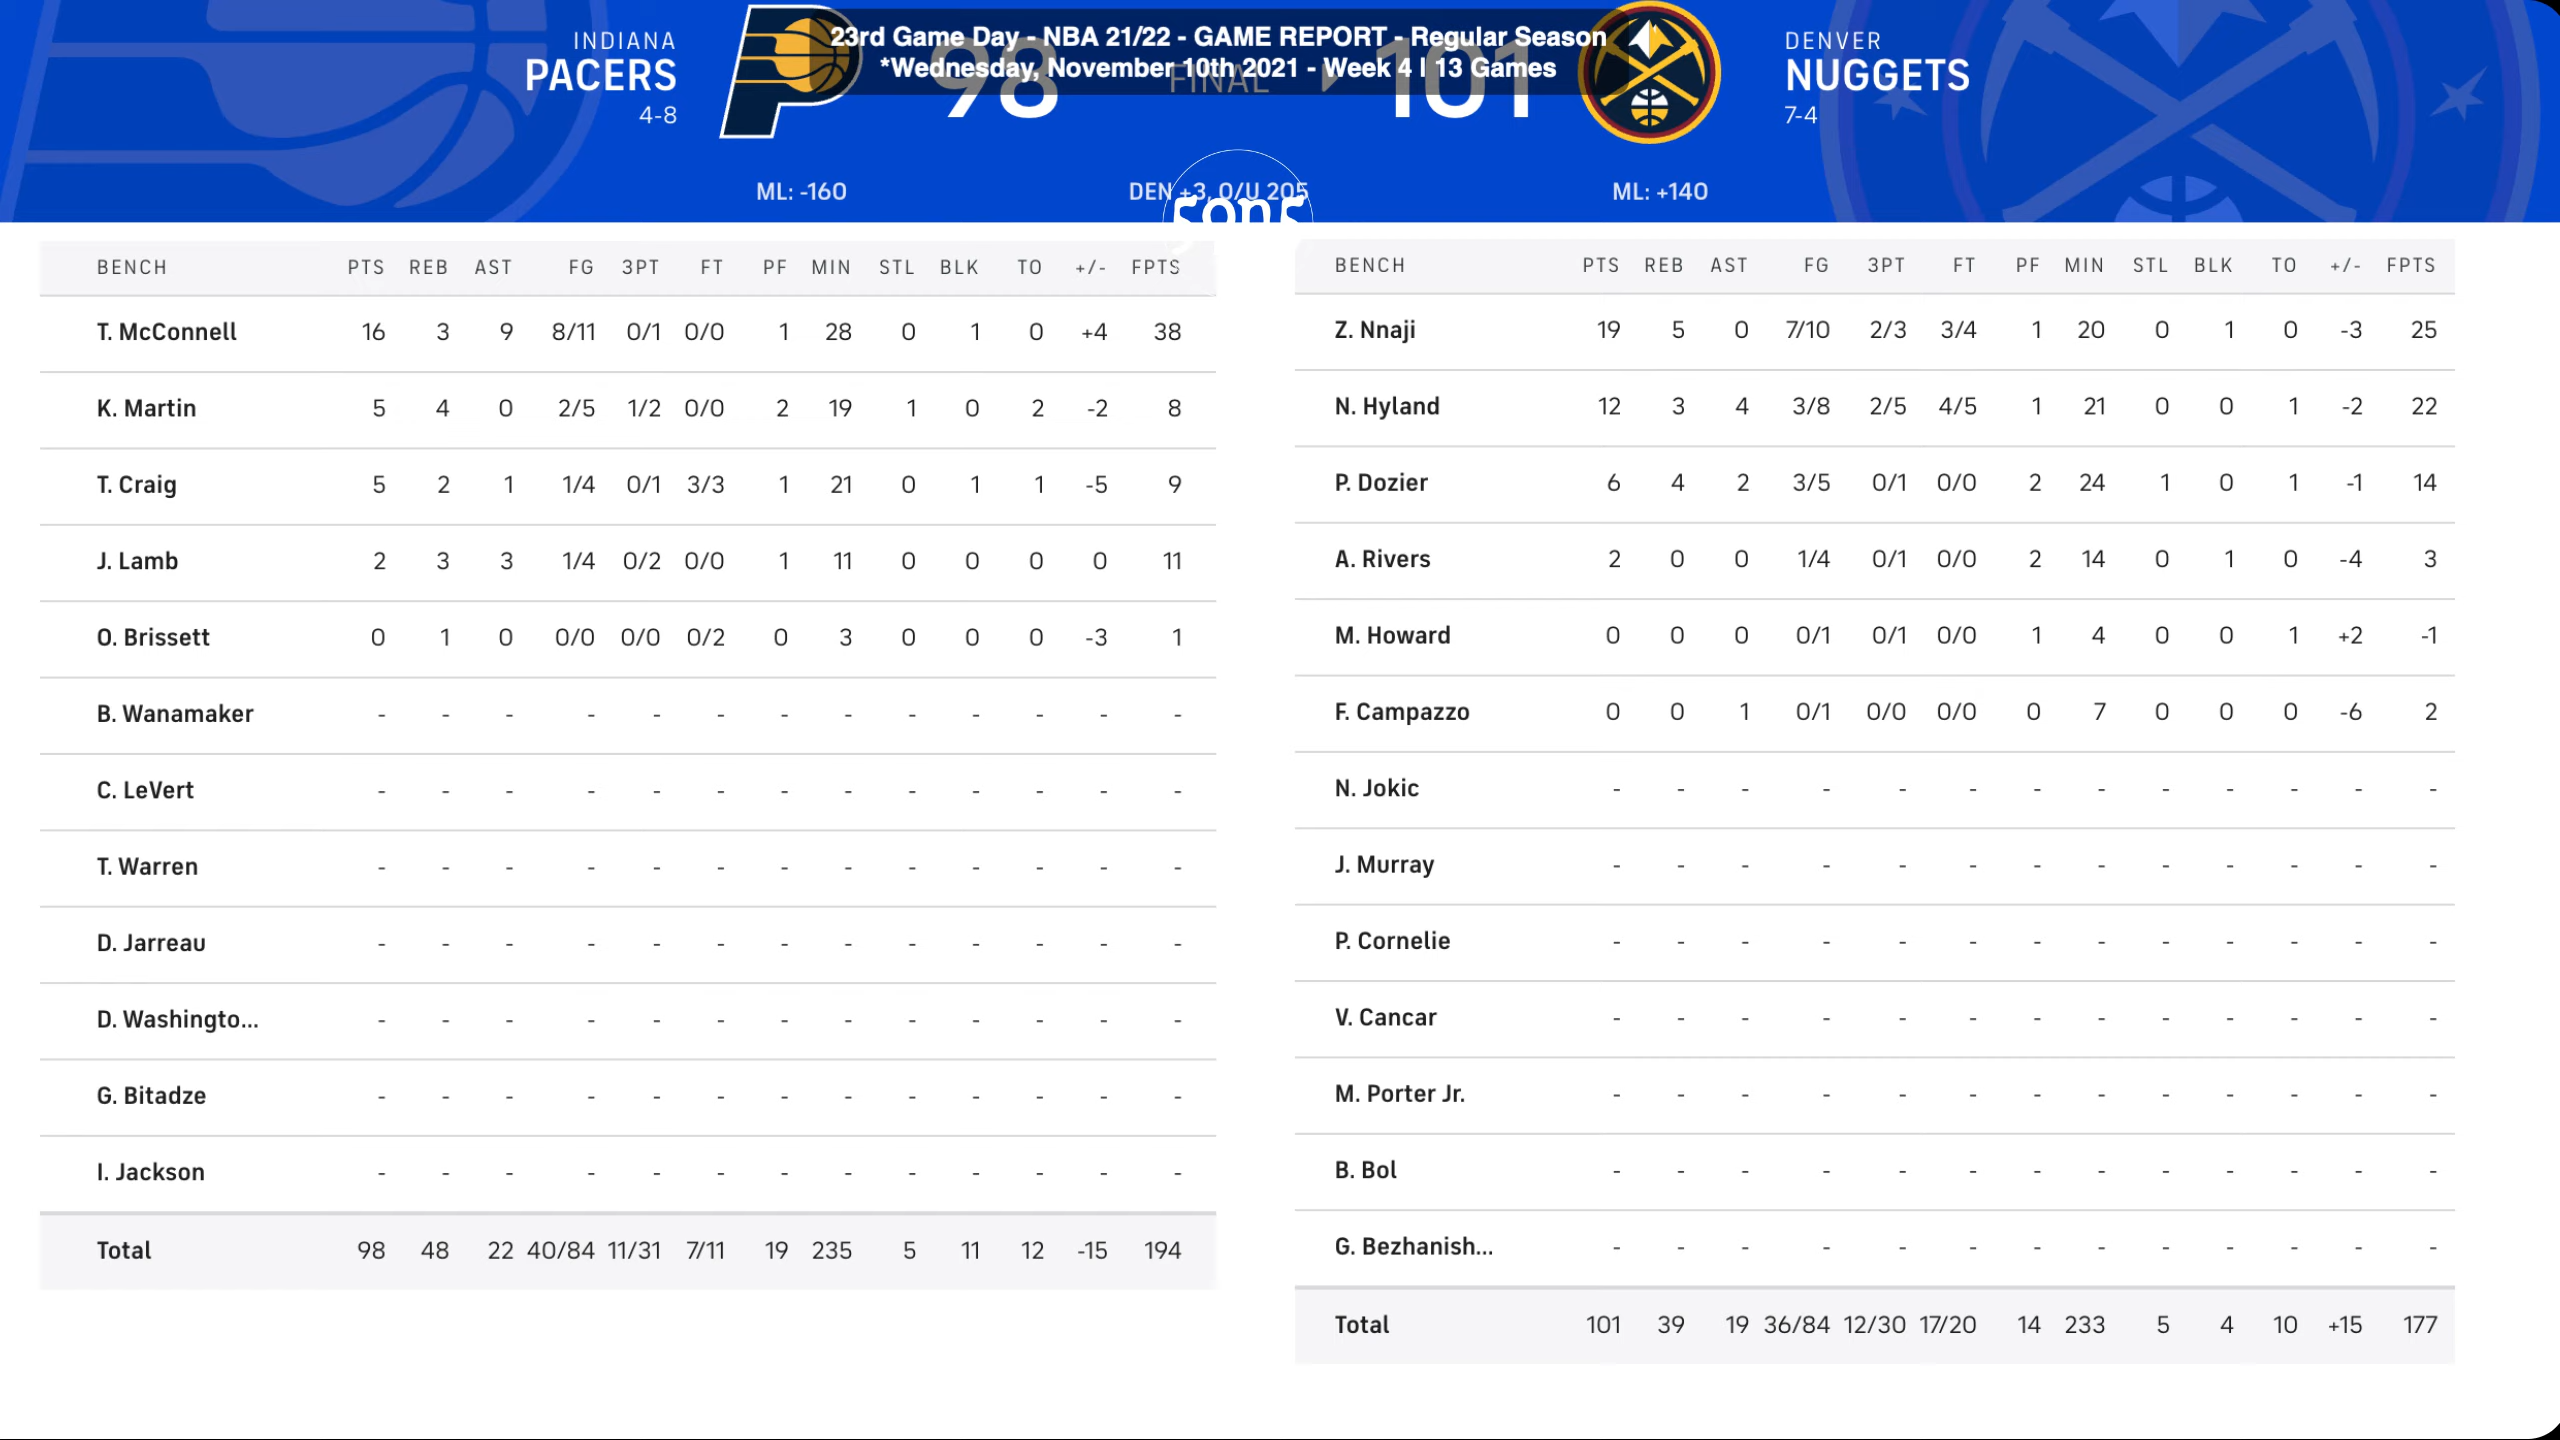 INDIANA
PACERS
4-8
98
23rd Game Day - NBA 21/22 - GAME REPORT - Regular Season
*Wednesday, November 10th 2021 - Week 4 I 13 Games
FINAL
101
DENVER
NUGGETS
7-4
ML: -160
DEN +3, O/U 205
ML: +140
BENCH PTS REB AST FG 3PT FT PF MIN STL BLK TO +/- FPTS
T. McConnell 16 3 9 8/11 0/1 0/0 1 28 0 1 0 +4 38
K. Martin 5 4 0 2/5 1/2 0/0 2 19 1 0 2 -2 8
T. Craig 5 2 1 1/4 0/1 3/3 1 21 0 1 1 -5 9
J. Lamb 2 3 3 1/4 0/2 0/0 1 11 0 0 0 0 11
O. Brissett 0 1 0 0/0 0/0 0/2 0 3 0 0 0 -3 1
B. Wanamaker - - - - - - - - - - - - -
C. LeVert - - - - - - - - - - - - -
T. Warren - - - - - - - - - - - - -
D. Jarreau - - - - - - - - - - - - -
D. Washingto... - - - - - - - - - - - - -
G. Bitadze - - - - - - - - - - - - -
I. Jackson - - - - - - - - - - - - -
Total 98 48 22 40/84 11/31 7/11 19 235 5 11 12 -15 194
BENCH PTS REB AST FG 3PT FT PF MIN STL BLK TO +/- FPTS
Z. Nnaji 19 5 0 7/10 2/3 3/4 1 20 0 1 0 -3 25
N. Hyland 12 3 4 3/8 2/5 4/5 1 21 0 0 1 -2 22
P. Dozier 6 4 2 3/5 0/1 0/0 2 24 1 0 1 -1 14
A. Rivers 2 0 0 1/4 0/1 0/0 2 14 0 1 0 -4 3
M. Howard 0 0 0 0/1 0/1 0/0 1 4 0 0 1 +2 -1
F. Campazzo 0 0 1 0/1 0/0 0/0 0 7 0 0 0 -6 2
N. Jokic - - - - - - - - - - - - -
J. Murray - - - - - - - - - - - - -
P. Cornelie - - - - - - - - - - - - -
V. Cancar - - - - - - - - - - - - -
M. Porter Jr. - - - - - - - - - - - - -
B. Bol - - - - - - - - - - - - -
G. Bezhanish... - - - - - - - - - - - - -
Total 101 39 19 36/84 12/30 17/20 14 233 5 4 10 +15 177